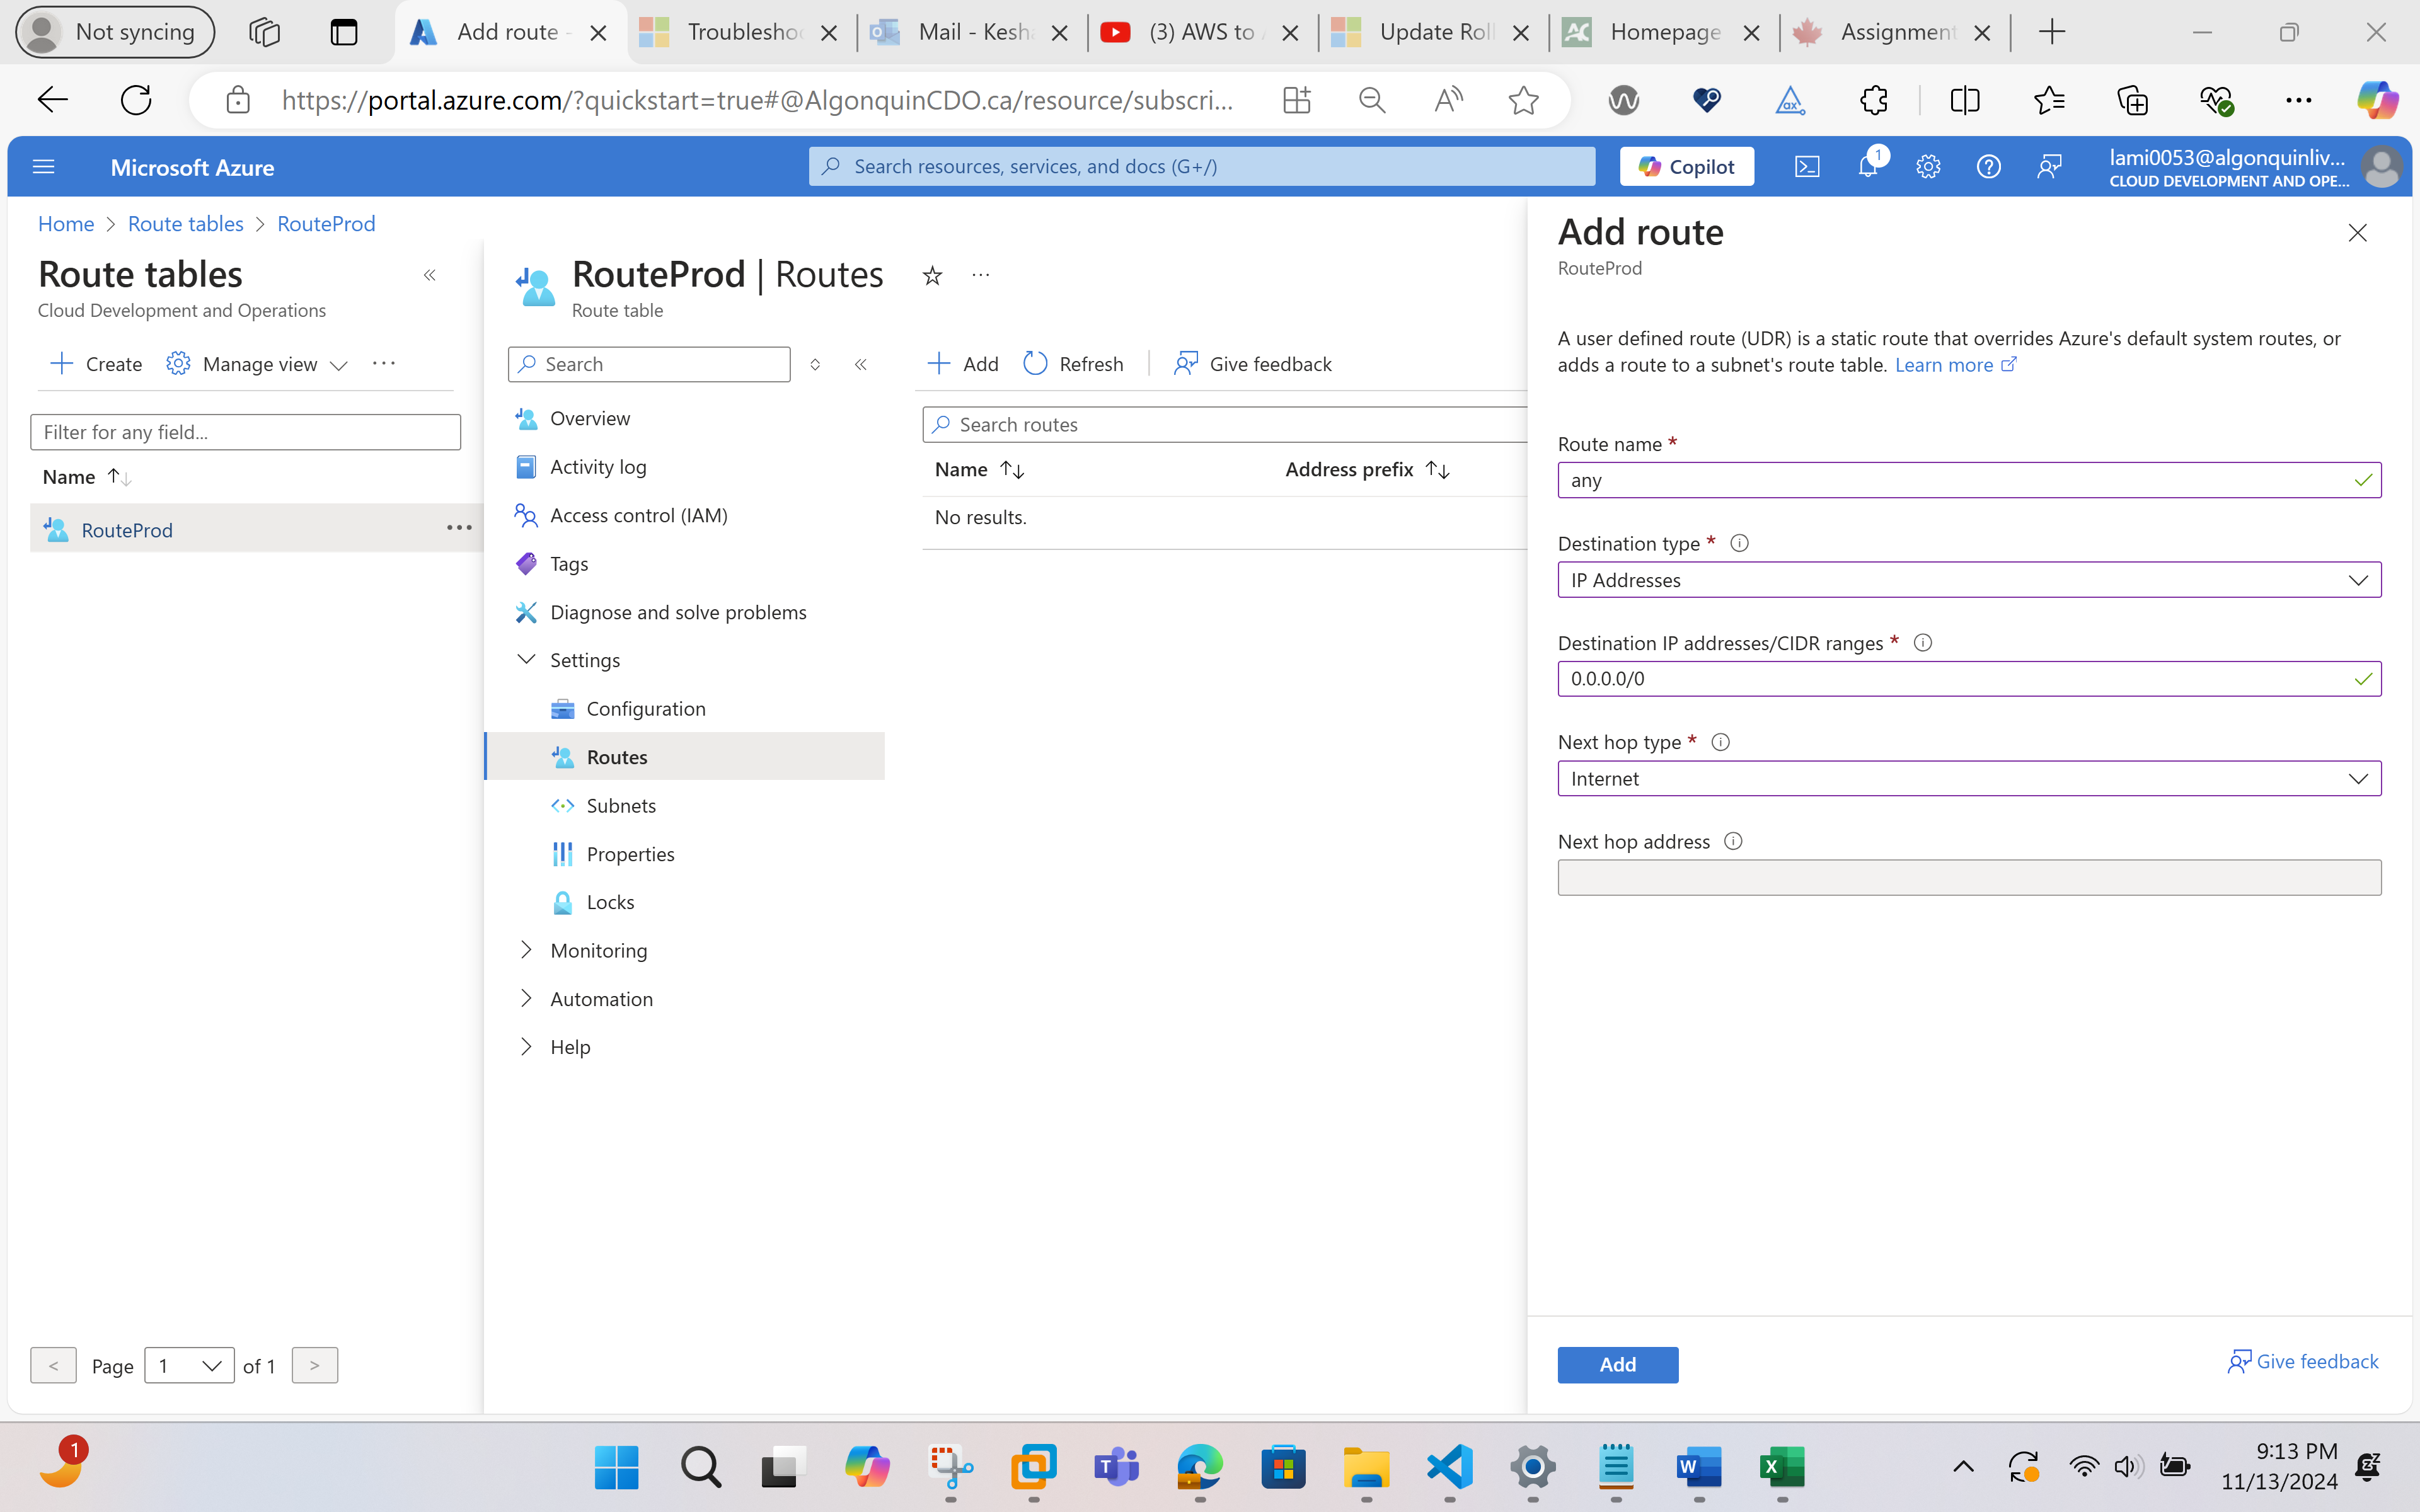 Not syncing
Add route -
Troubleshoo
Mail - Kesha
(3) AWS to A
Update Roll
Homepage
Assignment
https://portal.azure.com/?quickstart=true#@AlgonquinCDO.ca/resource/subscri...
Microsoft Azure
Search resources, services, and docs (G+/)
Copilot
1
lami0053@algonquinliv...
CLOUD DEVELOPMENT AND OPE...
Home > Route tables > RouteProd
Route tables
Cloud Development and Operations
Create
Manage view
Filter for any field...
Name
RouteProd
< Page 1 of 1 >
RouteProd | Routes
Route table
Search
Overview
Activity log
Access control (IAM)
Tags
Diagnose and solve problems
Settings
Configuration
Routes
Subnets
Properties
Locks
Monitoring
Automation
Help
Add
Refresh
Give feedback
Search routes
Name
Address prefix
No results.
Add route
RouteProd
A user defined route (UDR) is a static route that overrides Azure's default system routes, or
adds a route to a subnet's route table. Learn more
Route name *
any
Destination type *
IP Addresses
Destination IP addresses/CIDR ranges *
0.0.0.0/0
Next hop type *
Internet
Next hop address
Add
Give feedback
1
9:13 PM
11/13/2024